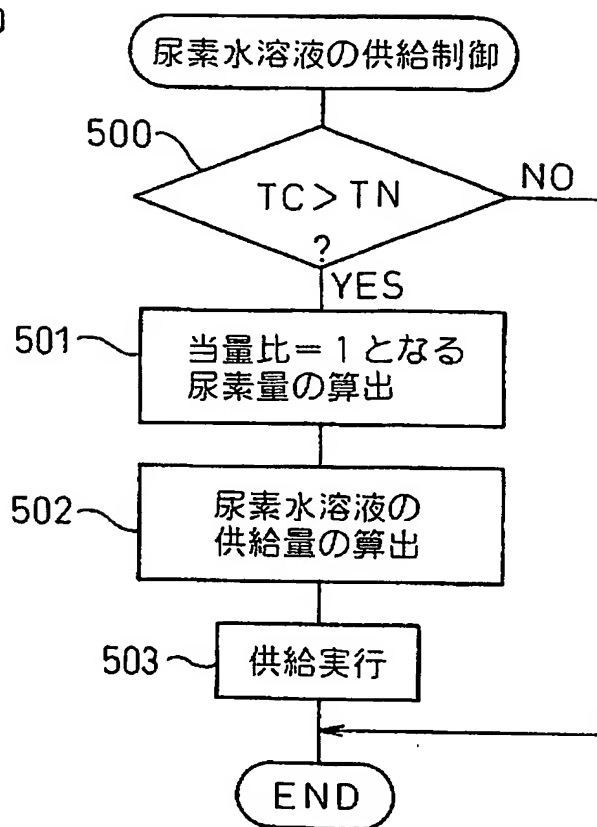 尿素水溶液の供給制御
500
TC>TN
?
NO
YES
501
当量比=1となる
尿素量の算出
502
尿素水溶液の
供給量の算出
503
供給実行
END